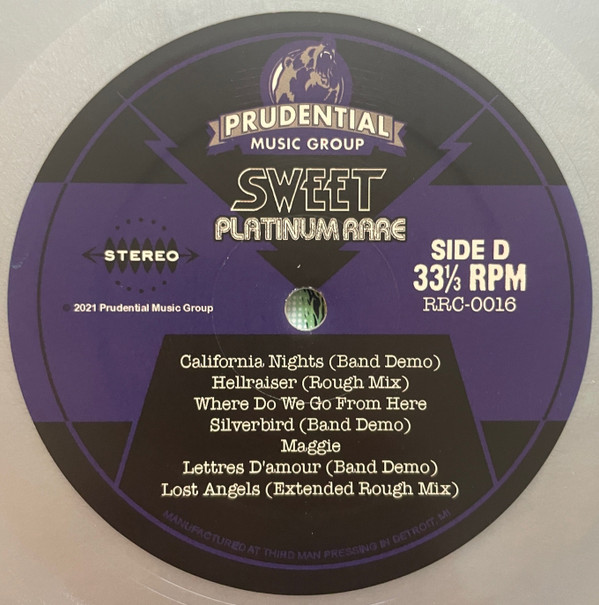 PRUDENTIAL
MUSIC GROUP
SWEET
PLATINUM RARE
STEREO
SIDE D
33⅓ RPM
RRC-0016
© 2021 Prudential Music Group
California Nights (Band Demo)
Hellraiser (Rough Mix)
Where Do We Go From Here
Silverbird (Band Demo)
Maggie
Lettres D'amour (Band Demo)
Lost Angels (Extended Rough Mix)
MANUFACTURED AT THIRD MAN PRESSING IN DETROIT, MI